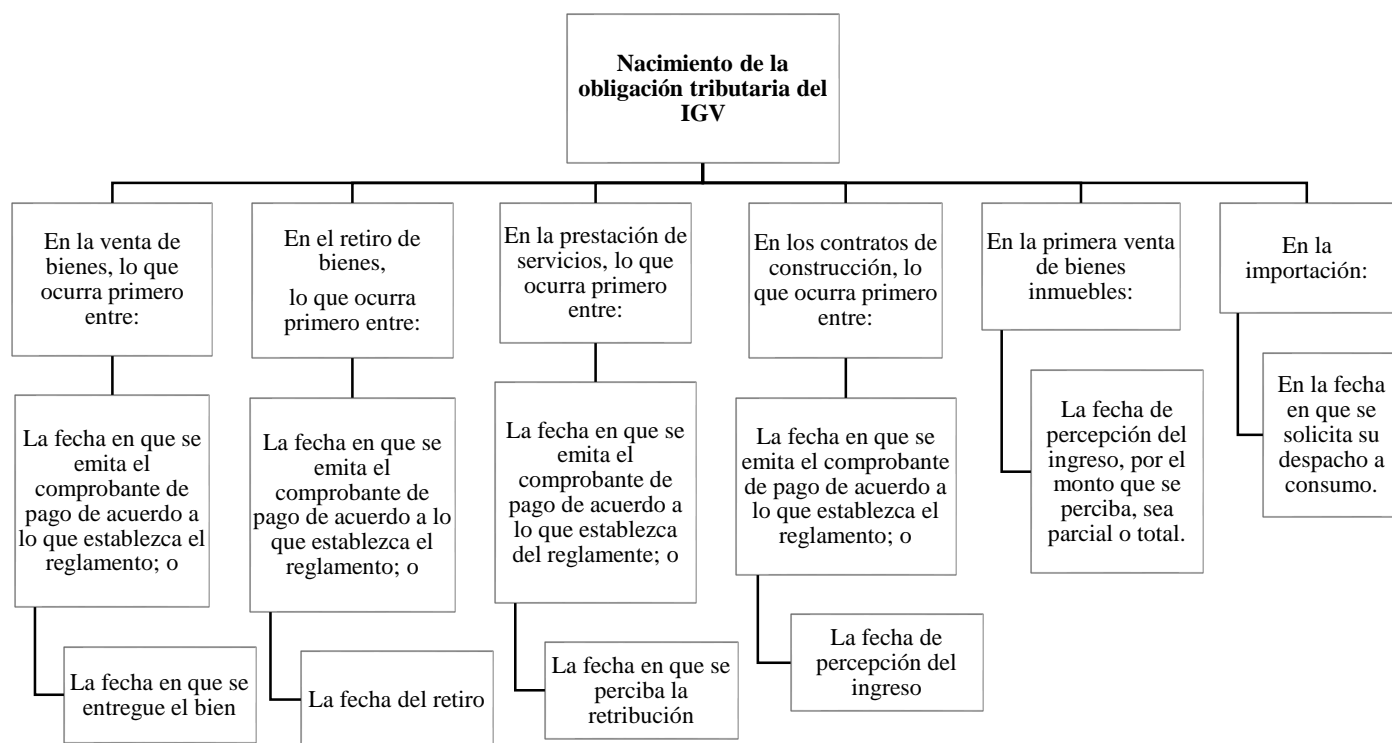 Nacimiento de la
obligación tributaria del
IGV
En la venta de
bienes, lo que
ocurra primero
entre:
La fecha en que se
emita el
comprobante de
pago de acuerdo a
lo que establezca el
reglamento; o
La fecha en que se
entregue el bien
En el retiro de
bienes,
lo que ocurra
primero entre:
La fecha en que se
emita el
comprobante de
pago de acuerdo a lo
que establezca el
reglamento; o
La fecha del retiro
En la prestación de
servicios, lo que
ocurra primero
entre:
La fecha en que se
emita el
comprobante de
pago de acuerdo a
lo que establezca
del reglamente; o
La fecha en que se
perciba la
retribución
En los contratos de
construcción, lo
que ocurra primero
entre:
La fecha en que se
emita el comprobante
de pago de acuerdo a
lo que establezca el
reglamento; o
La fecha de
percepción del
ingreso
En la primera venta
de bienes
inmuebles:
La fecha de
percepción del
ingreso, por el
monto que se
perciba, sea
parcial o total.
En la
importación:
En la fecha
en que se
solicita su
despacho a
consumo.